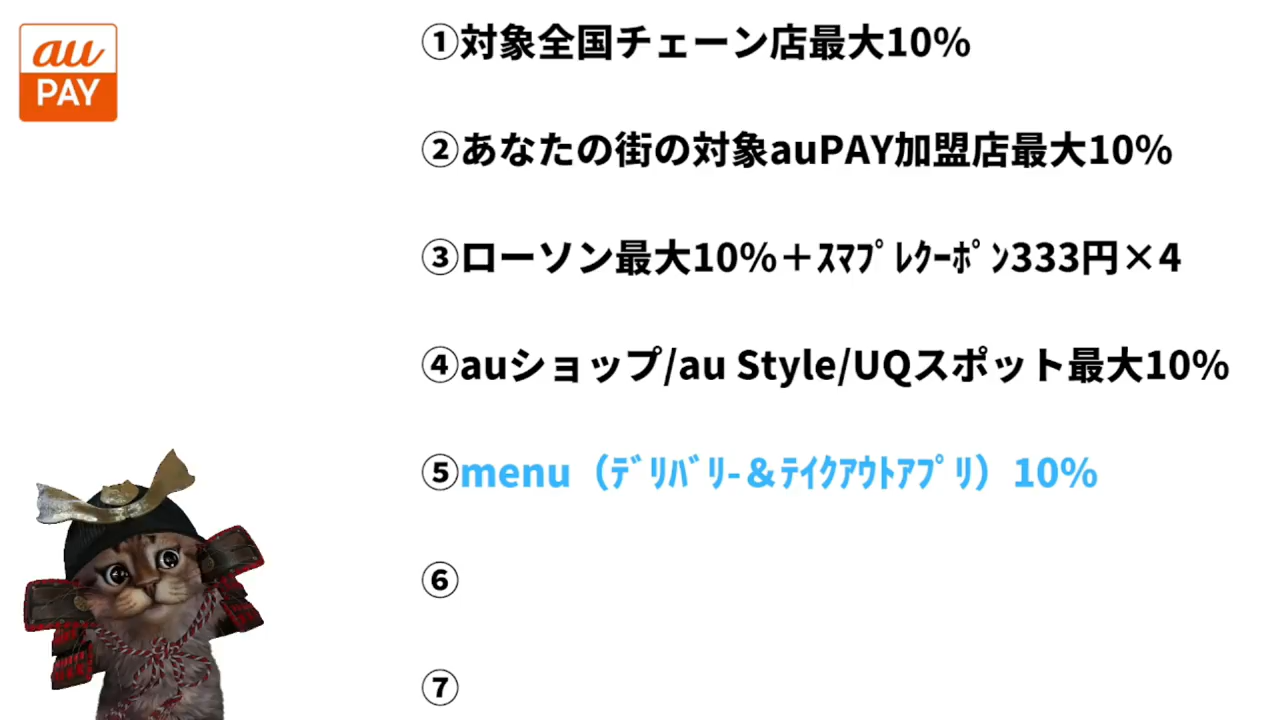 au
PAY
①対象全国チェーン店最大10%
②あなたの街の対象auPAY加盟店最大10%
③ローソン最大10%＋ｽﾏﾌﾟﾚｸｰﾎﾟﾝ333円×4
④auショップ/au Style/UQスポット最大10%
⑤menu（ﾃﾞﾘﾊﾞﾘ-＆ﾃｲｸｱｳﾄｱﾌﾟﾘ）10%
⑥
⑦